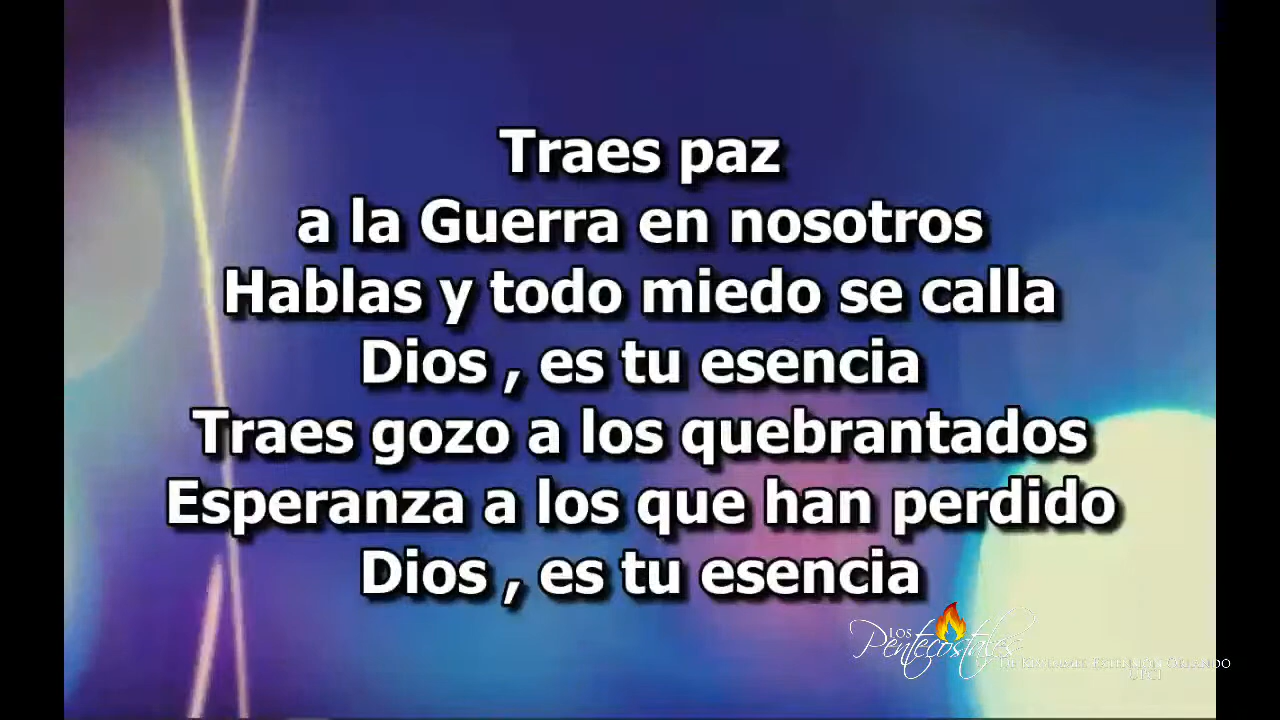 Traes paz
a la Guerra en nosotros
Hablas y todo miedo se calla
Dios , es tu esencia
Traes gozo a los quebrantados
Esperanza a los que han perdido
Dios , es tu esencia
LOS
Pentecostales
UPCI